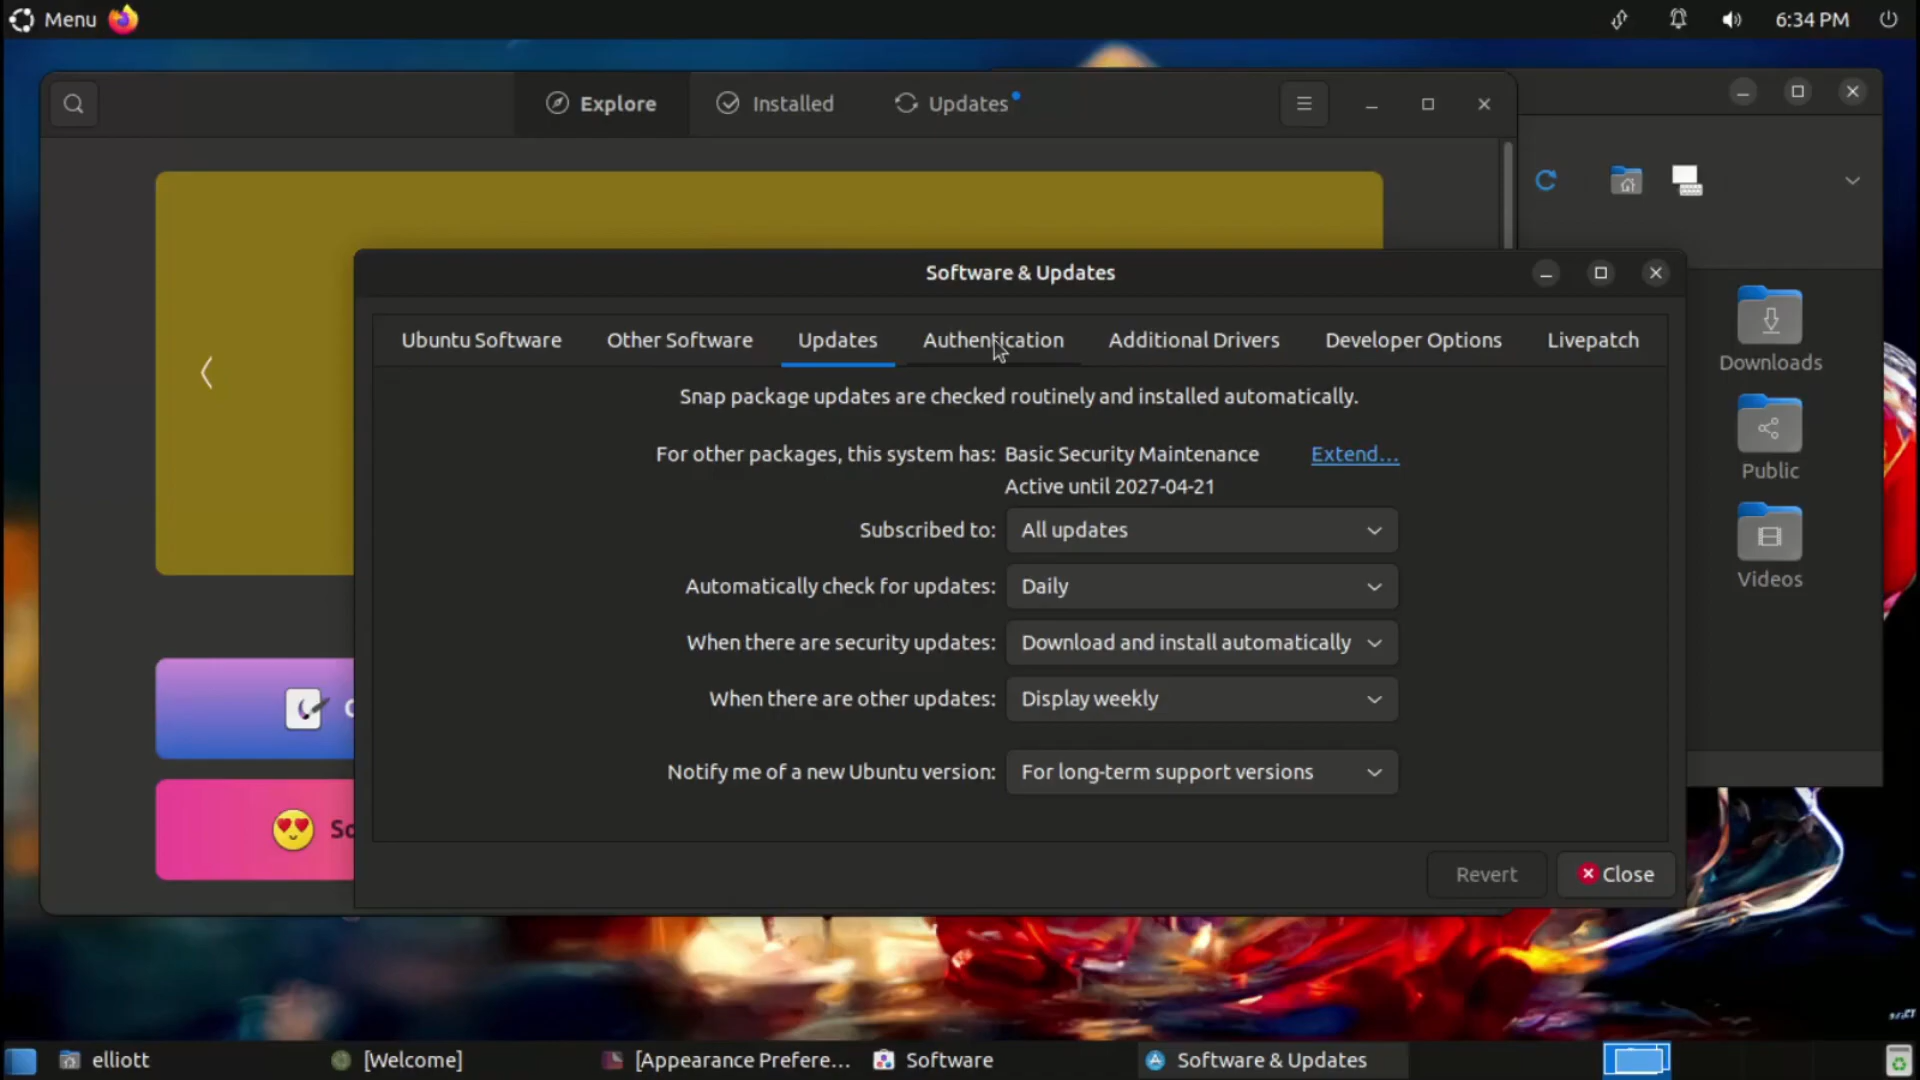 Menu
6:34 PM
Explore
Installed
Updates
Software & Updates
Ubuntu Software
Other Software
Updates
Authentication
Additional Drivers
Developer Options
Livepatch
Snap package updates are checked routinely and installed automatically.
For other packages, this system has: Basic Security Maintenance Extend...
Active until 2027-04-21
Subscribed to: All updates
Automatically check for updates: Daily
When there are security updates: Download and install automatically
When there are other updates: Display weekly
Notify me of a new Ubuntu version: For long-term support versions
Revert
Close
Downloads
Public
Videos
elliott
[Welcome]
[Appearance Prefere...
Software
Software & Updates